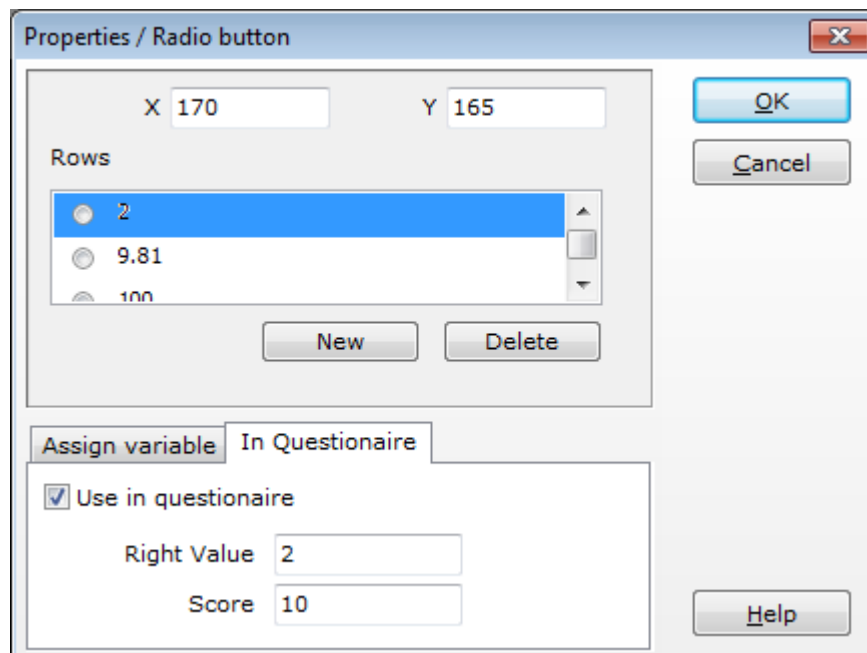 Properties / Radio button
X 170 Y 165
OK
Cancel
Rows
2
9.81
100
New Delete
Assign variable In Questionaire
Use in questionaire
Right Value 2
Score 10
Help